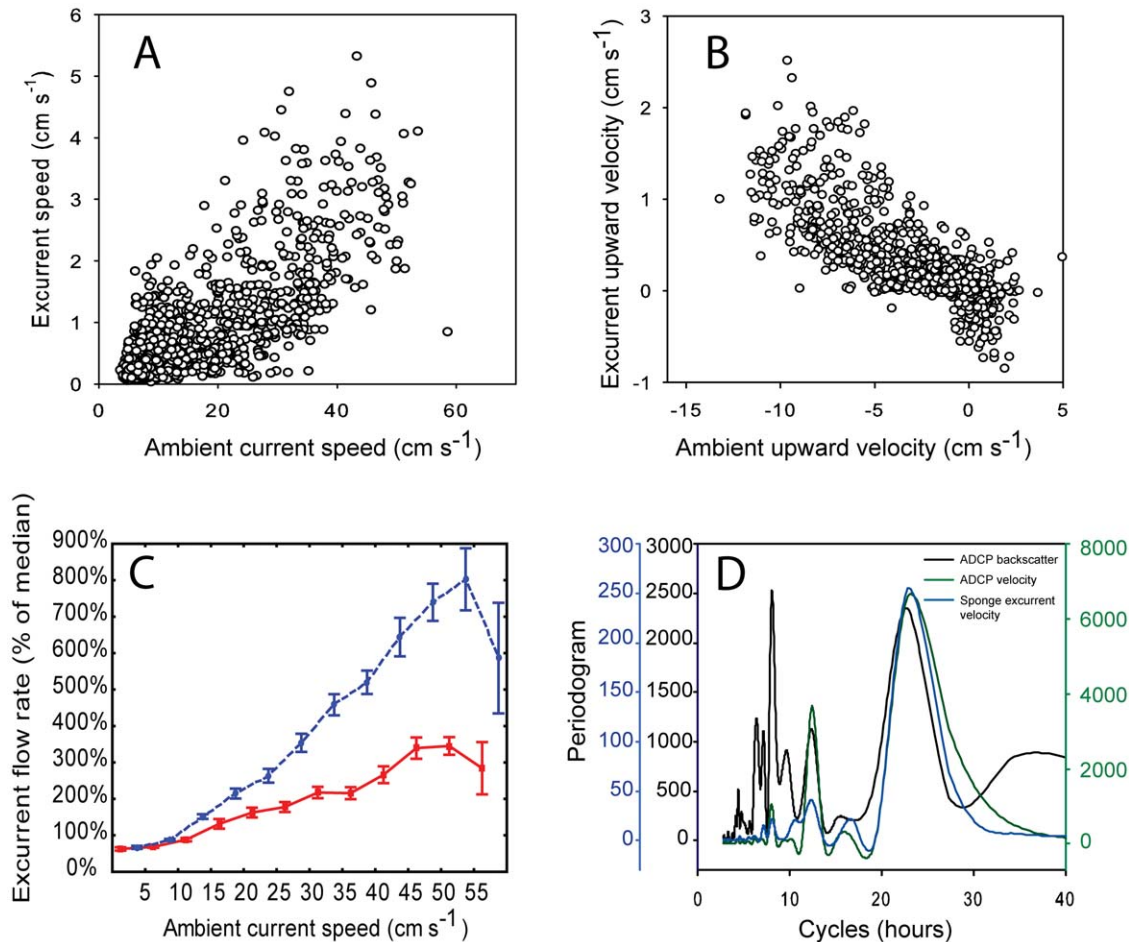 A
Excurrent speed (cm s⁻¹)
6
5
4
3
2
1
0
0 20 40 60
Ambient current speed (cm s⁻¹)
B
Excurrent upward velocity (cm s⁻¹)
3
2
1
0
-1
-15 -10 -5 0 5
Ambient upward velocity (cm s⁻¹)
C
Excurrent flow rate (% of median)
900%
800%
700%
600%
500%
400%
300%
200%
100%
0%
5 10 15 20 25 30 35 40 45 50 55
Ambient current speed (cm s⁻¹)
D
300
250
200
150
100
50
0
Periodogram
3000
2500
2000
1500
1000
500
0
ADCP backscatter
ADCP velocity
Sponge excurrent
velocity
8000
6000
4000
2000
0
0 10 20 30 40
Cycles (hours)